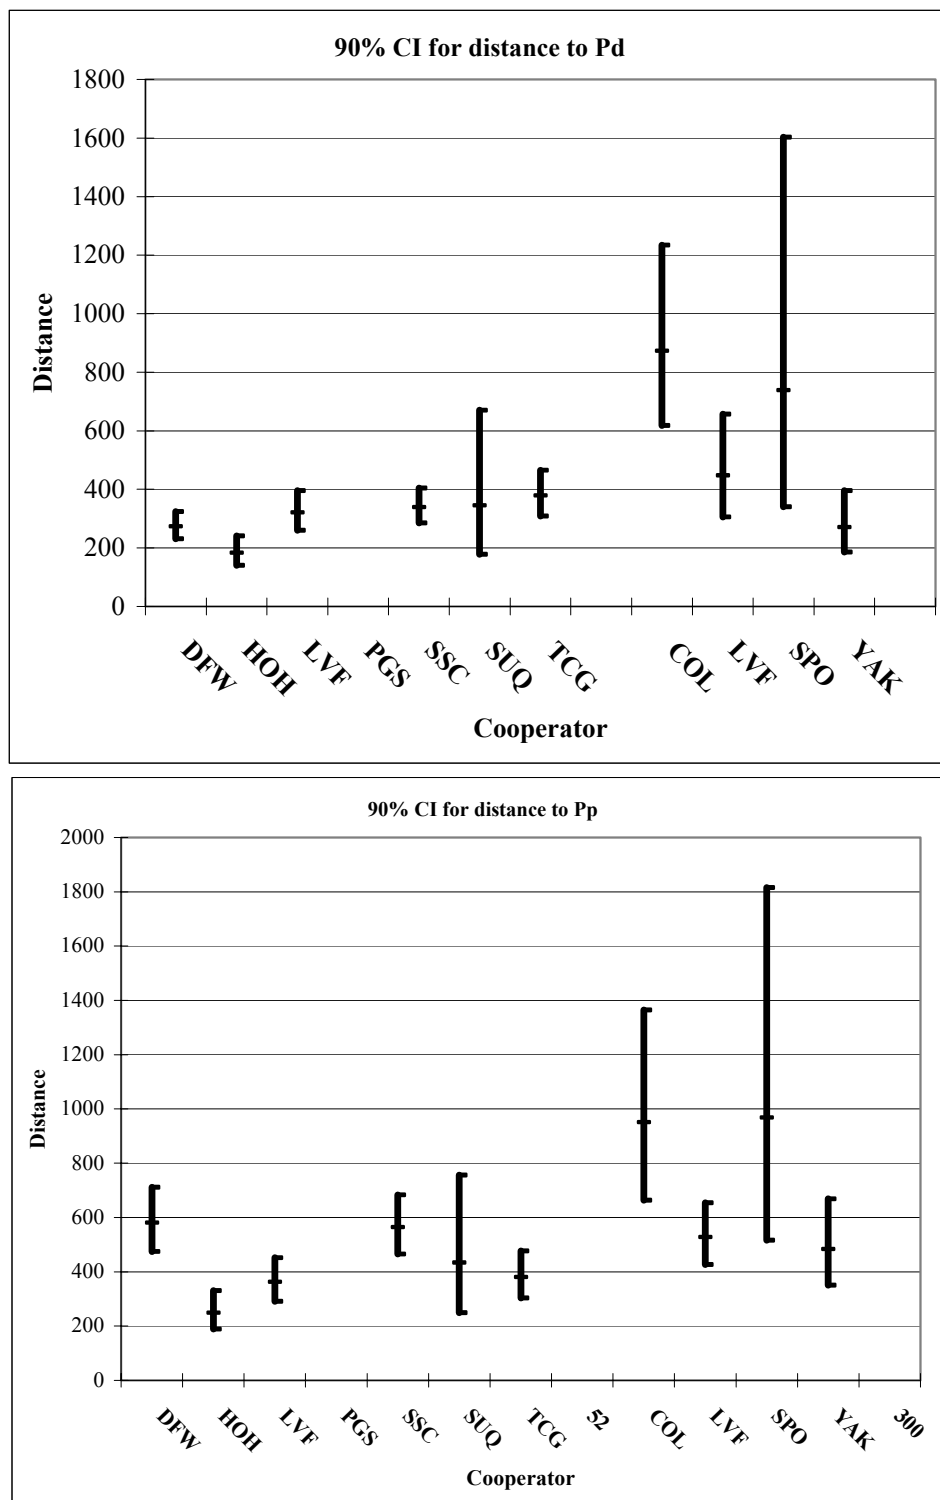 90% CI for distance to Pd
1800
1600
1400
1200
1000
800
600
400
200
0
Distance
DFW
HOH
LVF
PGS
SSC
SUQ
TCG
COL
LVF
SPO
YAK
Cooperator
90% CI for distance to Pp
2000
1800
1600
1400
1200
1000
800
600
400
200
0
Distance
DFW
HOH
LVF
PGS
SSC
SUQ
TCG
52
COL
LVF
SPO
YAK
300
Cooperator